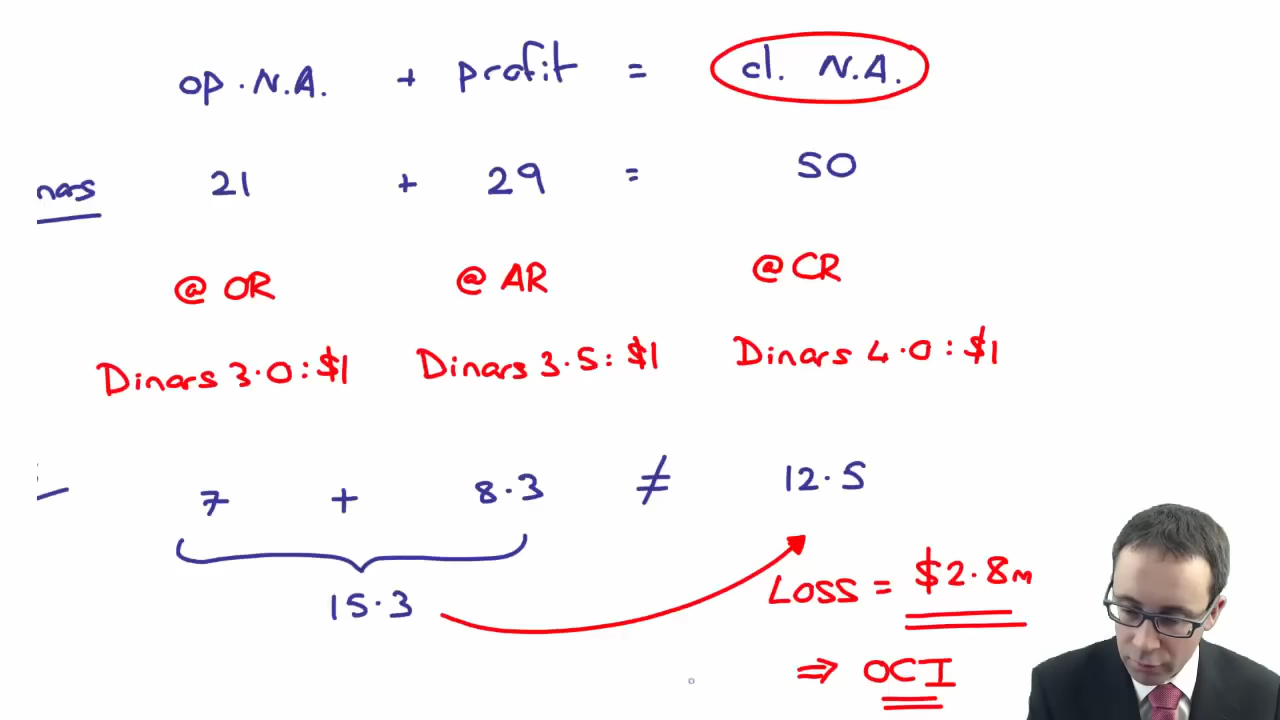 op. N.A. + profit = cl. N.A.
nas 21 + 29 = 50
@ OR @ AR @ CR
Dinars 3.0:$1 Dinars 3.5:$1 Dinars 4.0:$1
7 + 8.3 ≠ 12.5
15.3 Loss = $2.8m
⇒ OCI